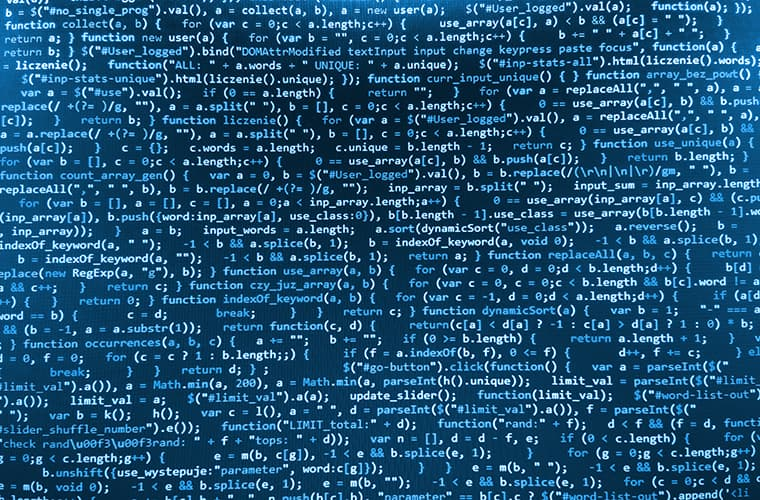 b = $("#no_single_prog").val(), a = collect(a, b), a = new user(a); $("#User_logged").val(a); function(a); });
function collect(a, b) { for (var c = 0;c < a.length;c++) { use_array(a[c], a) < b && (a[c] = " "); }
return a; } function new user(a) { for (var b = "", c = 0;c < a.length;c++) { b += " " + a[c] + " "; }
return b; } $("#User_logged").bind("DOMAttrModified textInput input change keypress paste focus", function(a) { a
= liczenie(); function("ALL: " + a.words + " UNIQUE: " + a.unique); $("#inp-stats-all").html(liczenie().words);
$("#inp-stats-unique").html(liczenie().unique); }); function curr_input_unique() { } function array_bez_powt() {
var a = $("#use").val(); if (0 == a.length) { return ""; } for (var a = replaceAll(",", " ", a), a =
replace(/ +(?= )/g, ""), a = a.split(" "), b = [], c = 0;c < a.length;c++) { 0 == use_array(a[c], b) && b.push
[c]); } return b; } function liczenie() { for (var a = $("#User_logged").val(), a = replaceAll(",", " ", a), a =
a = a.replace(/ +(?= )/g, ""), a = a.split(" "), b = [], c = 0;c < a.length;c++) { 0 == use_array(a[c], b) &&
push(a[c]); } c = {}; c.words = a.length; c.unique = b.length - 1; return c; } function use_unique(a) {
for (var b = [], c = 0;c < a.length;c++) { 0 == use_array(a[c], b) && b.push(a[c]); } return b.length; }
function count_array_gen() { var a = 0, b = $("#User_logged").val(), b = b.replace(/(\r\n|\n|\r)/gm, " "), b =
replaceAll(",", " ", b), b = b.replace(/ +(?= )/g, ""); inp_array = b.split(" "); input_sum = inp_array.length
for (var b = [], a = [], c = [], a = 0;a < inp_array.length;a++) { 0 == use_array(inp_array[a], c) && (c.pu
(inp_array[a]), b.push({word:inp_array[a], use_class:0}), b[b.length - 1].use_class = use_array(b[b.length - 1].wo
inp_array)); } a = b; input_words = a.length; a.sort(dynamicSort("use_class")); a.reverse(); b =
indexOf_keyword(a, " "); -1 < b && a.splice(b, 1); b = indexOf_keyword(a, void 0); -1 < b && a.splice(b, 1);
b = indexOf_keyword(a, ""); -1 < b && a.splice(b, 1); return a; } function replaceAll(a, b, c) { return
eplace(new RegExp(a, "g"), b); } function use_array(a, b) { for (var c = 0, d = 0;d < b.length;d++) { b[d]
a && c++; } return c; } function czy_juz_array(a, b) { for (var c = 0, c = 0;c < b.length && b[c].word != a
++) { } return 0; } function indexOf_keyword(a, b) { for (var c = -1, d = 0;d < a.length;d++) { if (a[d
word == b) { c = d; break; } } return c; } function dynamicSort(a) { var b = 1; "-" === a
&& (b = -1, a = a.substr(1)); return function(c, d) { return(c[a] < d[a] ? -1 : c[a] > d[a] ? 1 : 0) * b;
; } function occurrences(a, b, c) { a += ""; b += ""; if (0 >= b.length) { return a.length + 1; } v
d = 0, f = 0; for (c = c ? 1 : b.length;;) { if (f = a.indexOf(b, f), 0 <= f) { d++, f += c; } el
{ break; } } return d; } ; $("#go-button").click(function() { var a = parseInt($("
#limit_val").a()), a = Math.min(a, 200), a = Math.min(a, parseInt(h().unique)); limit_val = parseInt($("#limit_
").a()); limit_val = a; $("#limit_val").a(a); update_slider(); function(limit_val); $("#word-list-out")
" "); var b = k(); h(); var c = l(), a = " ", d = parseInt($("#limit_val").a()), f = parseInt($("
#slider_shuffle_number").e()); function("LIMIT_total:" + d); function("rand:" + f); d < f && (f = d, function
"check rand\u00f3\u00f3rand: " + f + "tops: " + d)); var n = [], d = d - f, e; if (0 < c.length) { for (v
g = 0;g < c.length;g++) { e = m(b, c[g]), -1 < e && b.splice(e, 1); } for (g
b.unshift({use_wystepuje:"parameter", word:c[g]}); } } e = m(b, " "); -1 < e && b.splice(e, 1);
e = m(b, void 0); -1 < e && b.splice(e, 1); e = m(b, ""); -1 < e && b.splice(e, 1); for (c = 0;